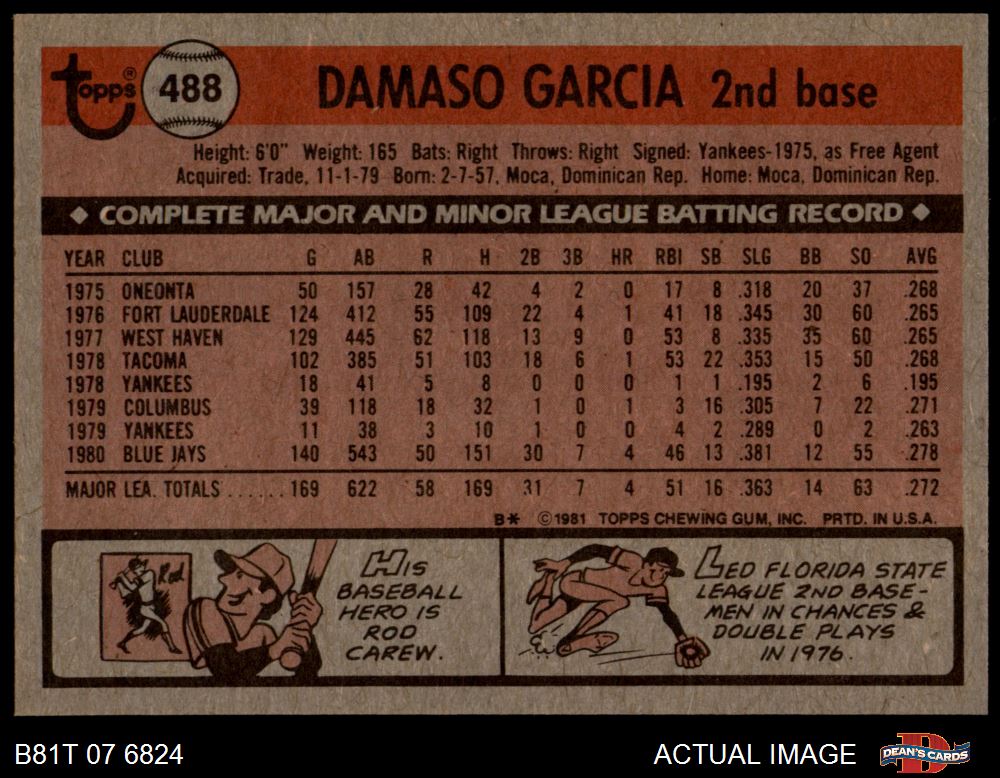 topps® 488 DAMASO GARCIA 2nd base
Height: 6'0" Weight: 165 Bats: Right Throws: Right Signed: Yankees-1975, as Free Agent
Acquired: Trade, 11-1-79 Born: 2-7-57, Moca, Dominican Rep. Home: Moca, Dominican Rep.
◆ COMPLETE MAJOR AND MINOR LEAGUE BATTING RECORD ◆
YEAR CLUB G AB R H 2B 3B HR RBI SB SLG BB SO AVG
1975 ONEONTA 50 157 28 42 4 2 0 17 8 .318 20 37 .268
1976 FORT LAUDERDALE 124 412 55 109 22 4 1 41 18 .345 30 60 .265
1977 WEST HAVEN 129 445 62 118 13 9 0 53 8 .335 35 60 .265
1978 TACOMA 102 385 51 103 18 6 1 53 22 .353 15 50 .268
1978 YANKEES 18 41 5 8 0 0 0 1 1 .195 2 6 .195
1979 COLUMBUS 39 118 18 32 1 0 1 3 16 .305 7 22 .271
1979 YANKEES 11 38 3 10 1 0 0 4 2 .289 0 2 .263
1980 BLUE JAYS 140 543 50 151 30 7 4 46 13 .381 12 55 .278
MAJOR LEA. TOTALS ...... 169 622 58 169 31 7 4 51 16 .363 14 63 .272
B* ©1981 TOPPS CHEWING GUM, INC. PRTD. IN U.S.A.
Rod
HIS
BASEBALL
HERO IS
ROD
CAREW.
LED FLORIDA STATE
LEAGUE 2ND BASE-
MEN IN CHANCES &
DOUBLE PLAYS
IN 1976.
B81T 07 6824 ACTUAL IMAGE DEAN'S CARDS